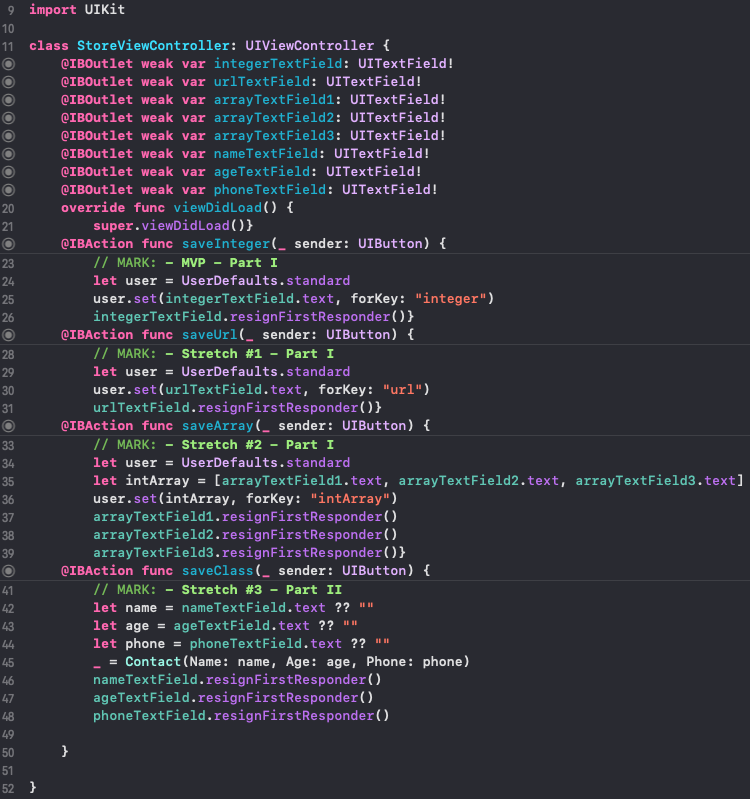 9 import UIKit
10
11 class StoreViewController: UIViewController {
@IBOutlet weak var integerTextField: UITextField!
@IBOutlet weak var urlTextField: UITextField!
@IBOutlet weak var arrayTextField1: UITextField!
@IBOutlet weak var arrayTextField2: UITextField!
@IBOutlet weak var arrayTextField3: UITextField!
@IBOutlet weak var nameTextField: UITextField!
@IBOutlet weak var ageTextField: UITextField!
@IBOutlet weak var phoneTextField: UITextField!
20 override func viewDidLoad() {
21 super.viewDidLoad()}
@IBAction func saveInteger(_ sender: UIButton) {
23 // MARK: - MVP - Part I
24 let user = UserDefaults.standard
25 user.set(integerTextField.text, forKey: "integer")
26 integerTextField.resignFirstResponder()}
@IBAction func saveUrl(_ sender: UIButton) {
28 // MARK: - Stretch #1 - Part I
29 let user = UserDefaults.standard
30 user.set(urlTextField.text, forKey: "url")
31 urlTextField.resignFirstResponder()}
@IBAction func saveArray(_ sender: UIButton) {
33 // MARK: - Stretch #2 - Part I
34 let user = UserDefaults.standard
35 let intArray = [arrayTextField1.text, arrayTextField2.text, arrayTextField3.text]
36 user.set(intArray, forKey: "intArray")
37 arrayTextField1.resignFirstResponder()
38 arrayTextField2.resignFirstResponder()
39 arrayTextField3.resignFirstResponder()}
@IBAction func saveClass(_ sender: UIButton) {
41 // MARK: - Stretch #3 - Part II
42 let name = nameTextField.text ?? ""
43 let age = ageTextField.text ?? ""
44 let phone = phoneTextField.text ?? ""
45 _ = Contact(Name: name, Age: age, Phone: phone)
46 nameTextField.resignFirstResponder()
47 ageTextField.resignFirstResponder()
48 phoneTextField.resignFirstResponder()
49
50 }
51
52 }